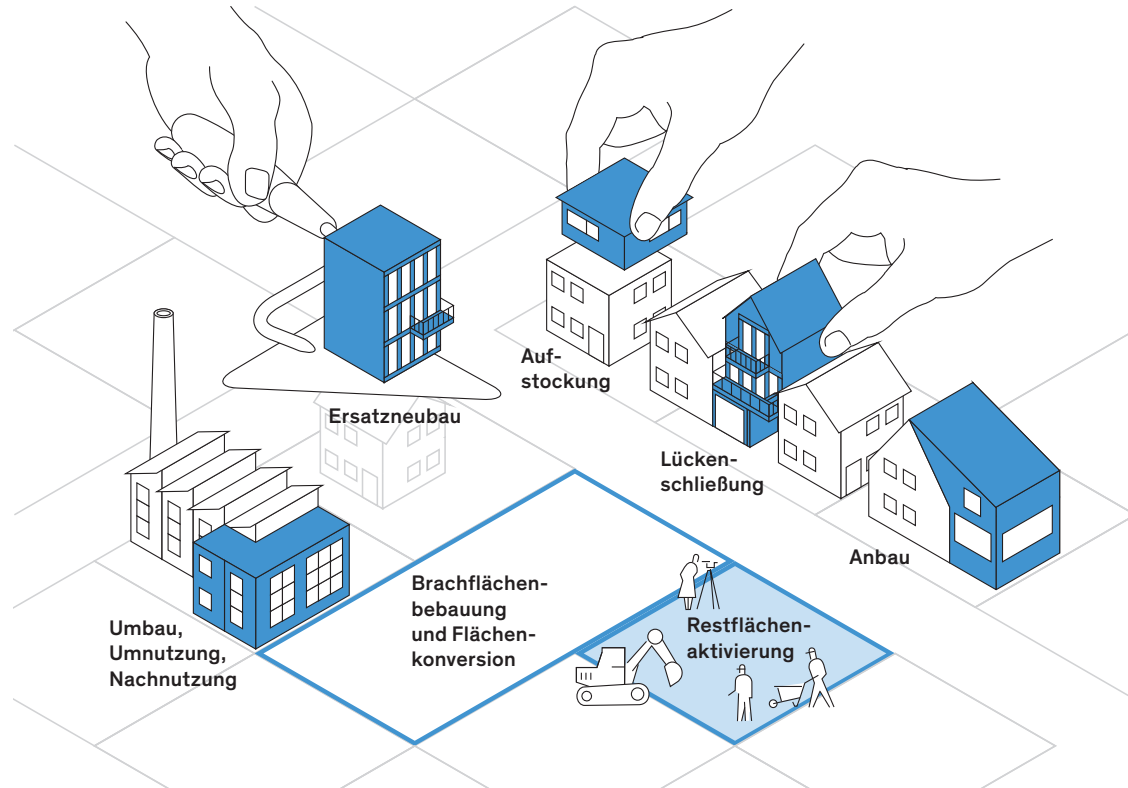 Auf-
stockung
Ersatzneubau
Lücken-
schließung
Anbau
Brachflächen-
bebauung
und Flächen-
konversion
Restflächen-
aktivierung
Umbau,
Umnutzung,
Nachnutzung